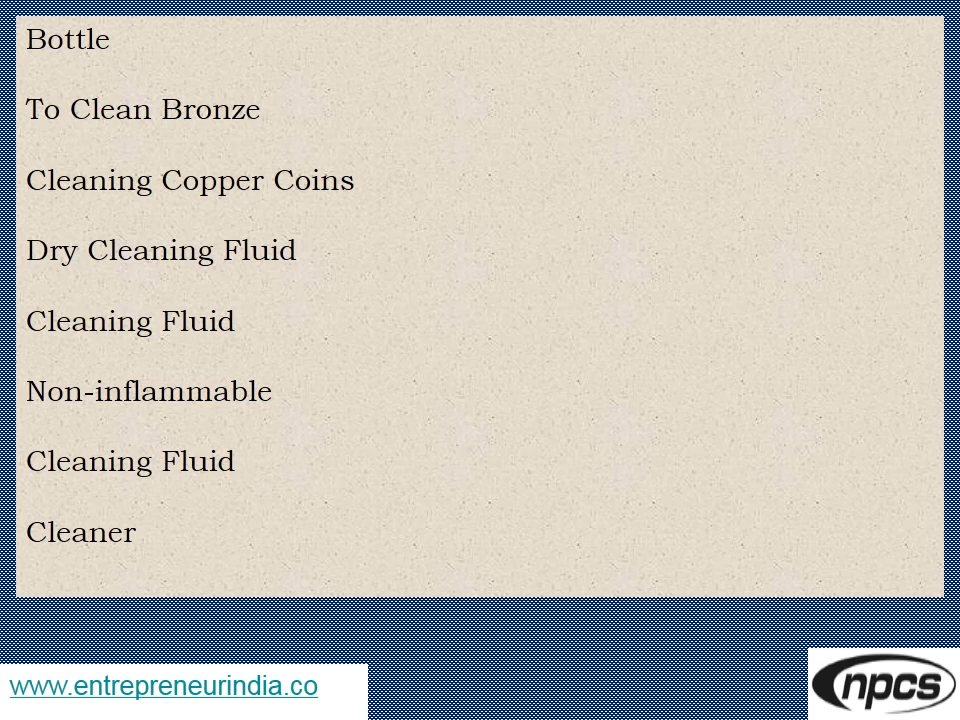 Bottle
To Clean Bronze
Cleaning Copper Coins
Dry Cleaning Fluid
Cleaning Fluid
Non-inflammable
Cleaning Fluid
Cleaner
www.entrepreneurindia.co
npcs